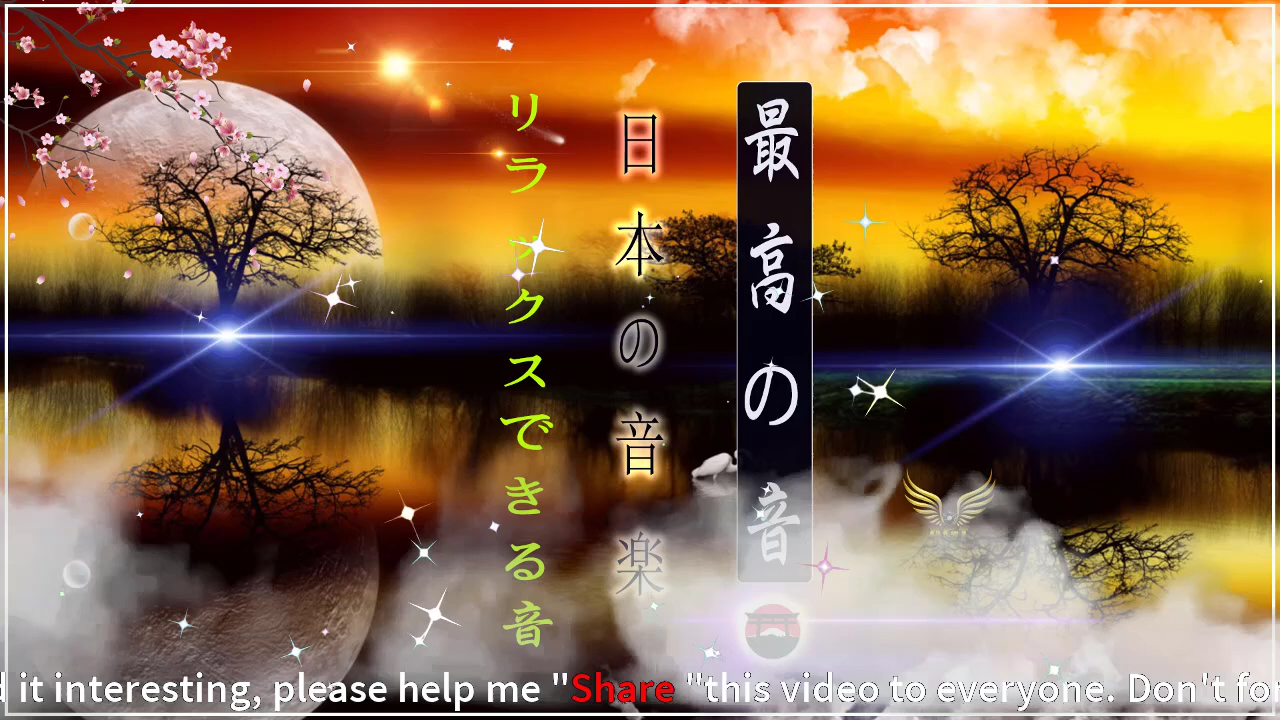 最高の音
日本の音楽
リラックスできる音
it interesting, please help me "Share "this video to everyone. Don't